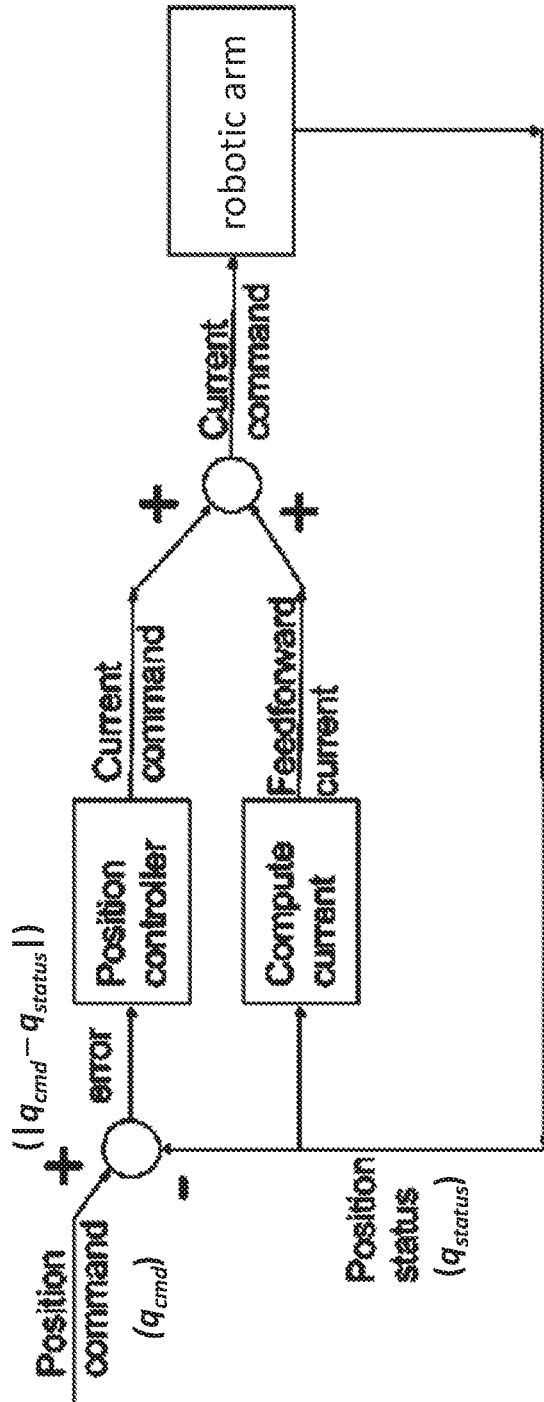 Position
command
(q_cmd)
+
-
(|q_cmd − q_status|)
error
Position
status
(q_status)
Position
controller
Compute
current
Current
command
Feedforward
current
+
+
Current
command
robotic arm